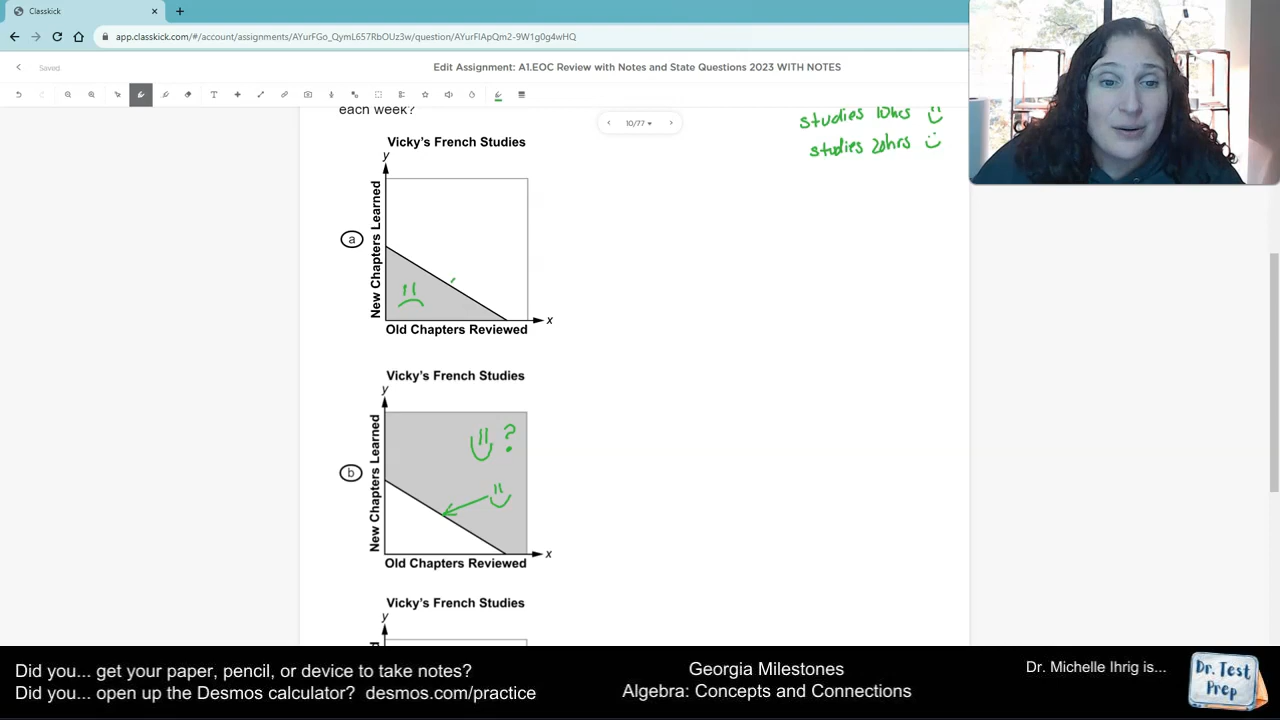 Classkick
app.classkick.com/#/account/assignments/AYurFGo_QymL657RbOUz3w/question/AYurFIApQm2-9W1g0g4wHQ
Saved
Edit Assignment: A1.EOC Review with Notes and State Questions 2023 WITH NOTES
each week?
10/77
studies 10hrs
studies 20hrs
Vicky's French Studies
y
New Chapters Learned
a
x
Old Chapters Reviewed
Vicky's French Studies
y
?
New Chapters Learned
b
x
Old Chapters Reviewed
Vicky's French Studies
y
Did you... get your paper, pencil, or device to take notes?
Did you... open up the Desmos calculator? desmos.com/practice
Georgia Milestones
Algebra: Concepts and Connections
Dr. Michelle Ihrig is...
Dr. Test
Prep